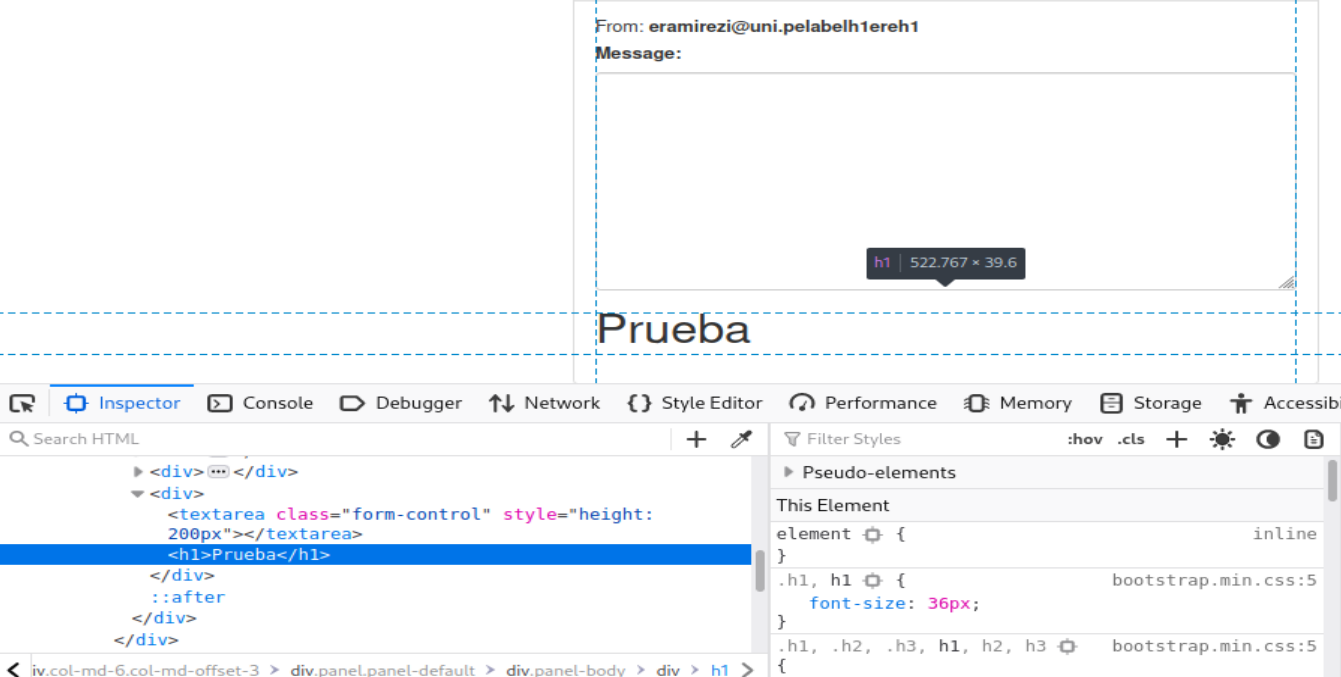 From: eramirezi@uni.pelabelh1ereh1
Message:
h1 522.767 × 39.6
Prueba
Inspector Console Debugger Network Style Editor Performance Memory Storage Accessibi
Search HTML
Filter Styles :hov .cls
<div> </div>
<div>
<textarea class="form-control" style="height:
200px"></textarea>
<h1>Prueba</h1>
</div>
::after
</div>
</div>
iv.col-md-6.col-md-offset-3 > div.panel.panel-default > div.panel-body > div > h1
Pseudo-elements
This Element
element { inline
}
.h1, h1 { bootstrap.min.css:5
font-size: 36px;
}
.h1, .h2, .h3, h1, h2, h3 bootstrap.min.css:5
{